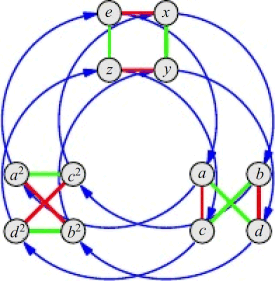 e x
z y
a² c² a b
d² b² c d